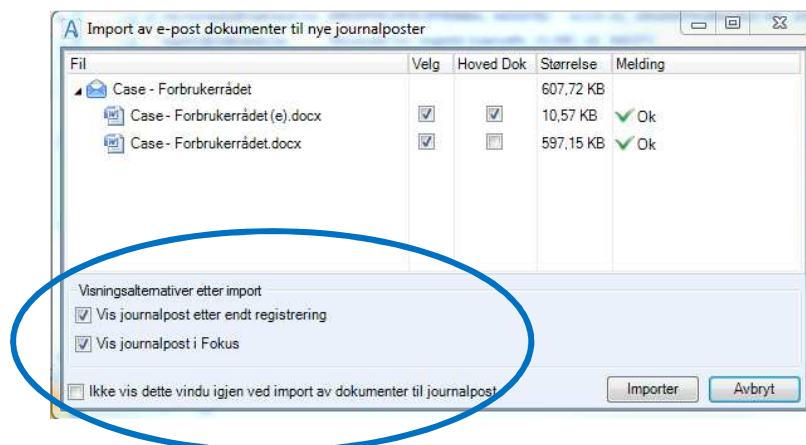 Import av e-post dokumenter til nye journalposter
Fil Velg Hoved Dok Størrelse Melding
Case - Forbrukerrådet 607,72 KB
Case - Forbrukerrådet (e).docx 10,57 KB Ok
Case - Forbrukerrådet.docx 597,15 KB Ok
Visningsalternativer etter import
Vis journalpost etter endt registrering
Vis journalpost i Fokus
Ikke vis dette vindu igjen ved import av dokumenter til journalpost
Importer Avbryt